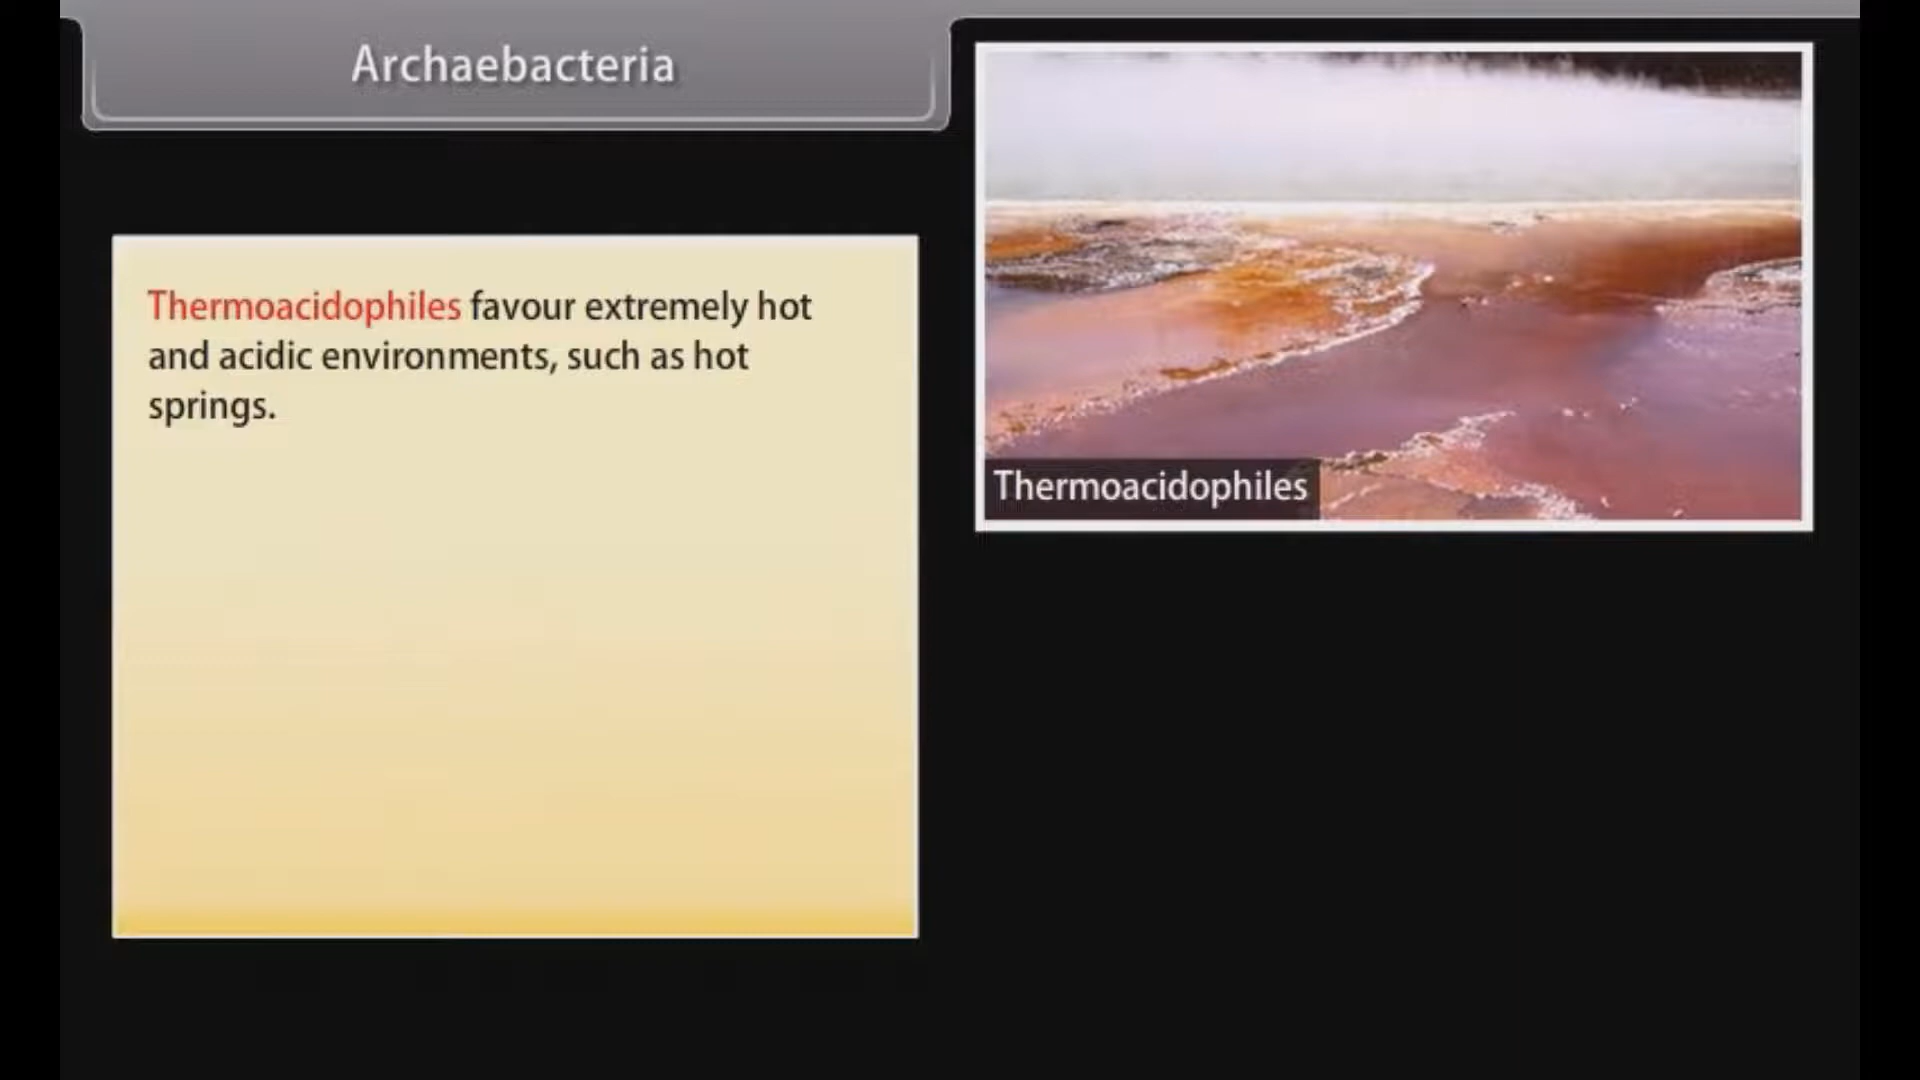 Archaebacteria
Thermoacidophiles favour extremely hot
and acidic environments, such as hot
springs.
Thermoacidophiles